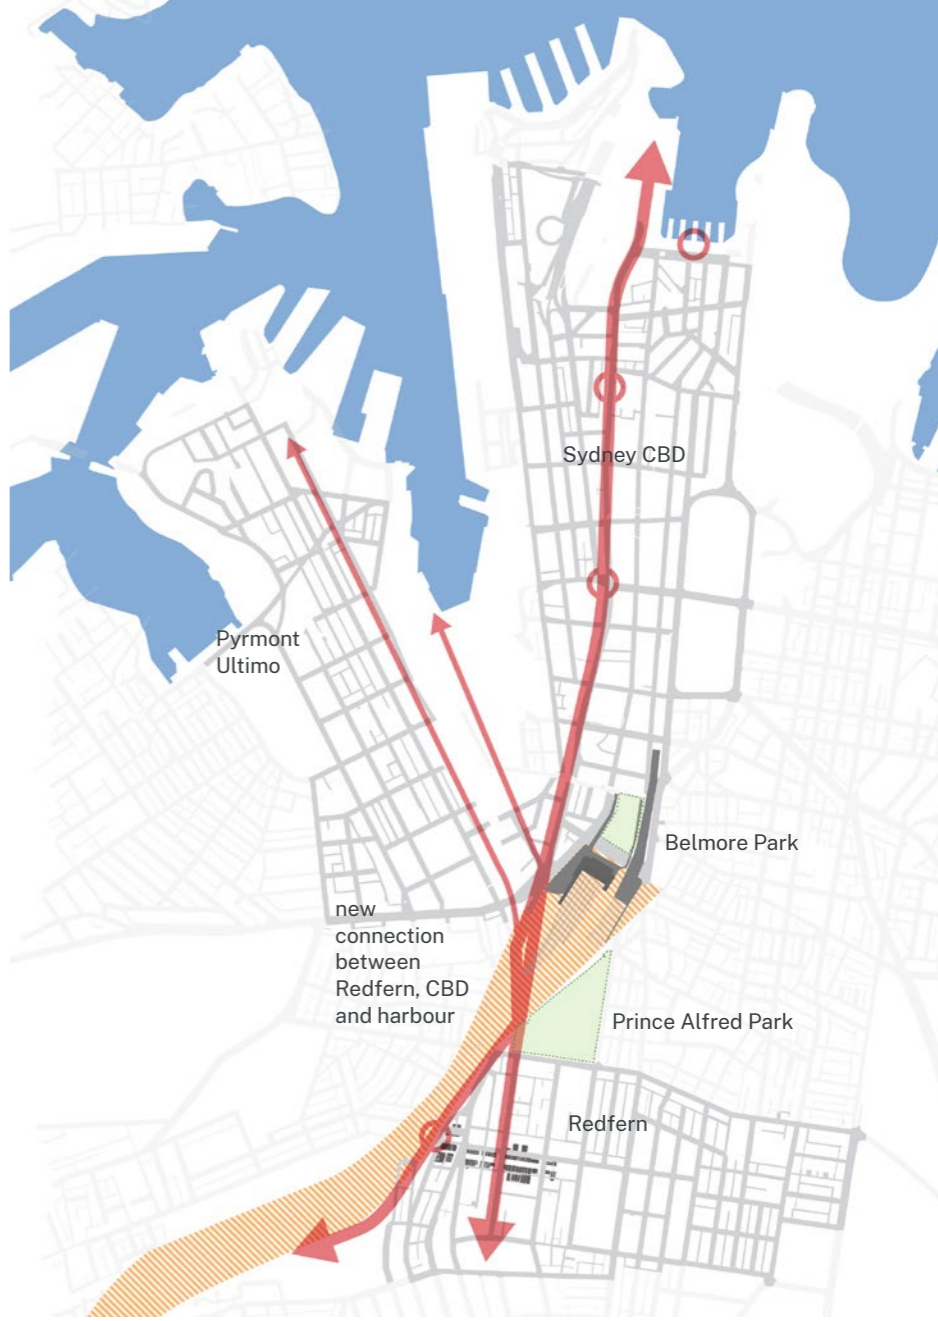 Sydney CBD
Pyrmont
Ultimo
Belmore Park
new
connection
between
Redfern, CBD
and harbour
Prince Alfred Park
Redfern